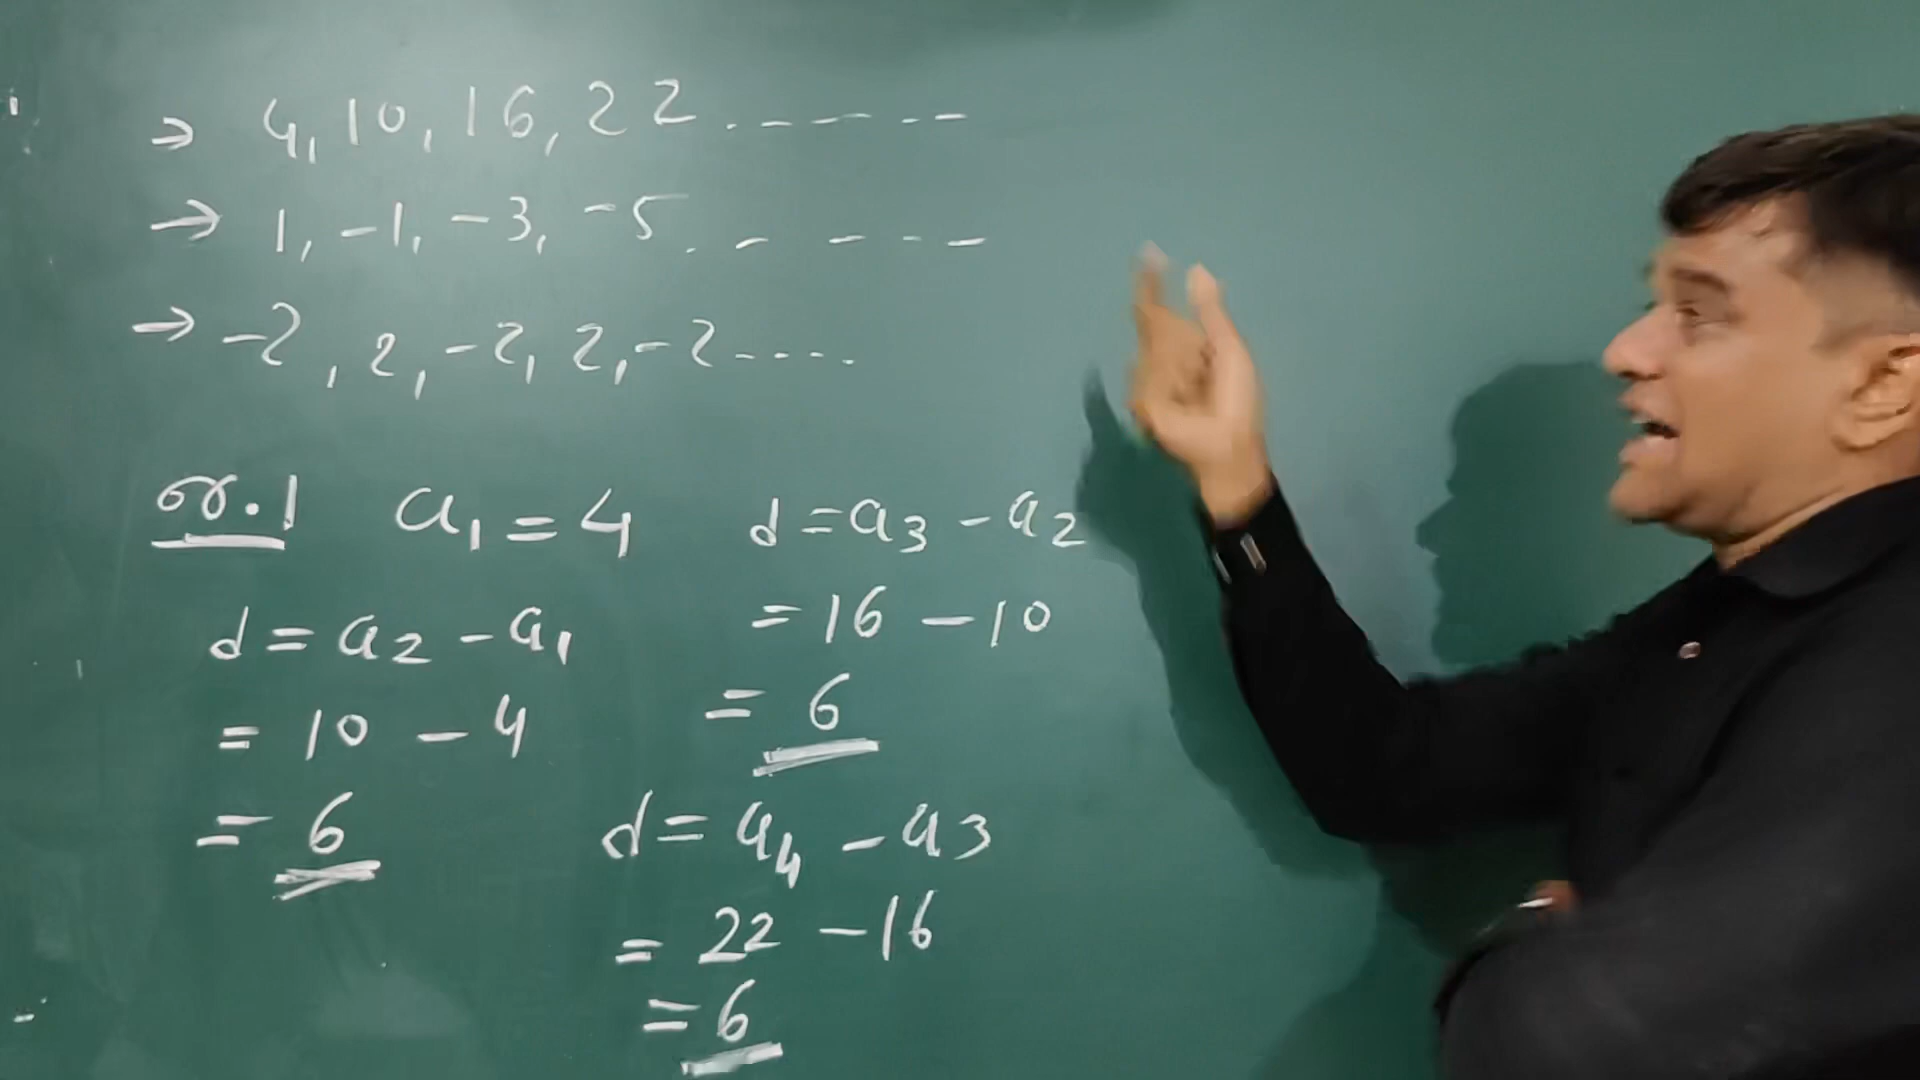 → 4, 10, 16, 22 . - - - - -
→ 1, -1, -3, -5 . - - - -
→ -2, 2, -2, 2, -2 - - - -
a₁ = 4
d = a₂ - a₁
= 10 - 4
= 6
d = a₃ - a₂
= 16 - 10
= 6
d = a₄ - a₃
= 22 - 16
= 6